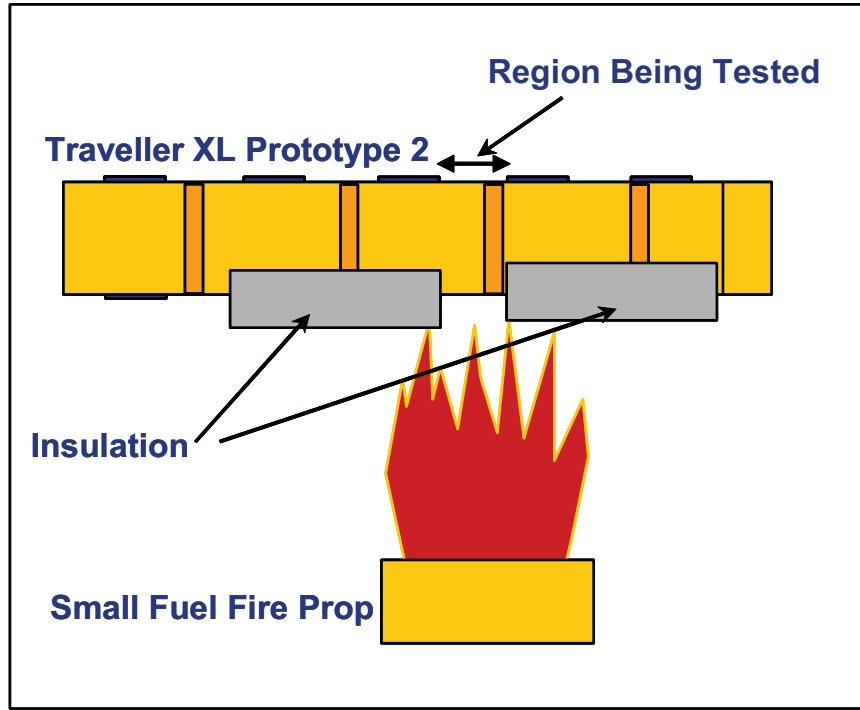 Region Being Tested
Traveller XL Prototype 2
Insulation
Small Fuel Fire Prop